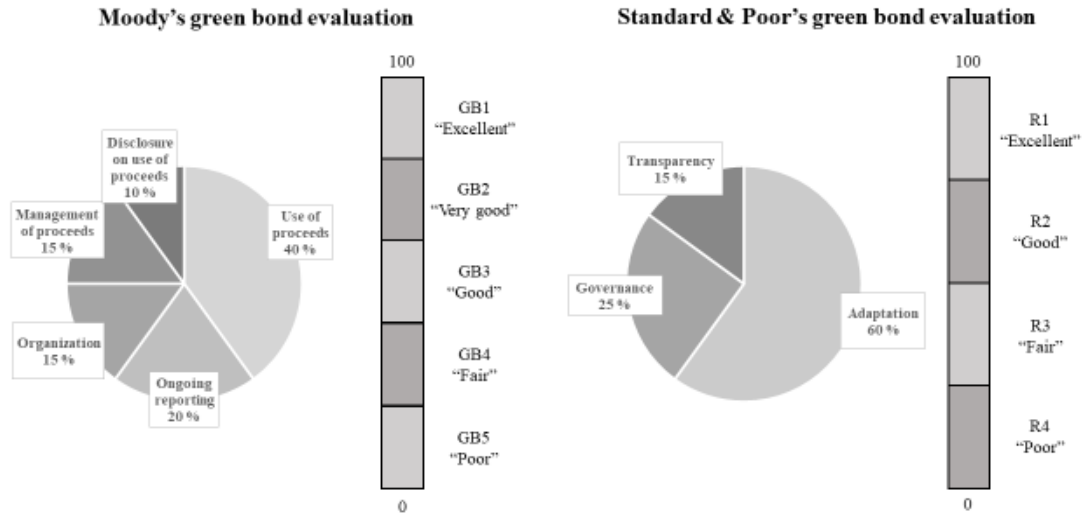 Moody’s green bond evaluation
Disclosure
on use of
proceeds
10 %
Management
of proceeds
15 %
Use of
proceeds
40 %
Organization
15 %
Ongoing
reporting
20 %
100
GB1
“Excellent”
GB2
“Very good”
GB3
“Good”
GB4
“Fair”
GB5
“Poor”
0
Standard & Poor’s green bond evaluation
Transparency
15 %
Governance
25 %
Adaptation
60 %
100
R1
“Excellent”
R2
“Good”
R3
“Fair”
R4
“Poor”
0